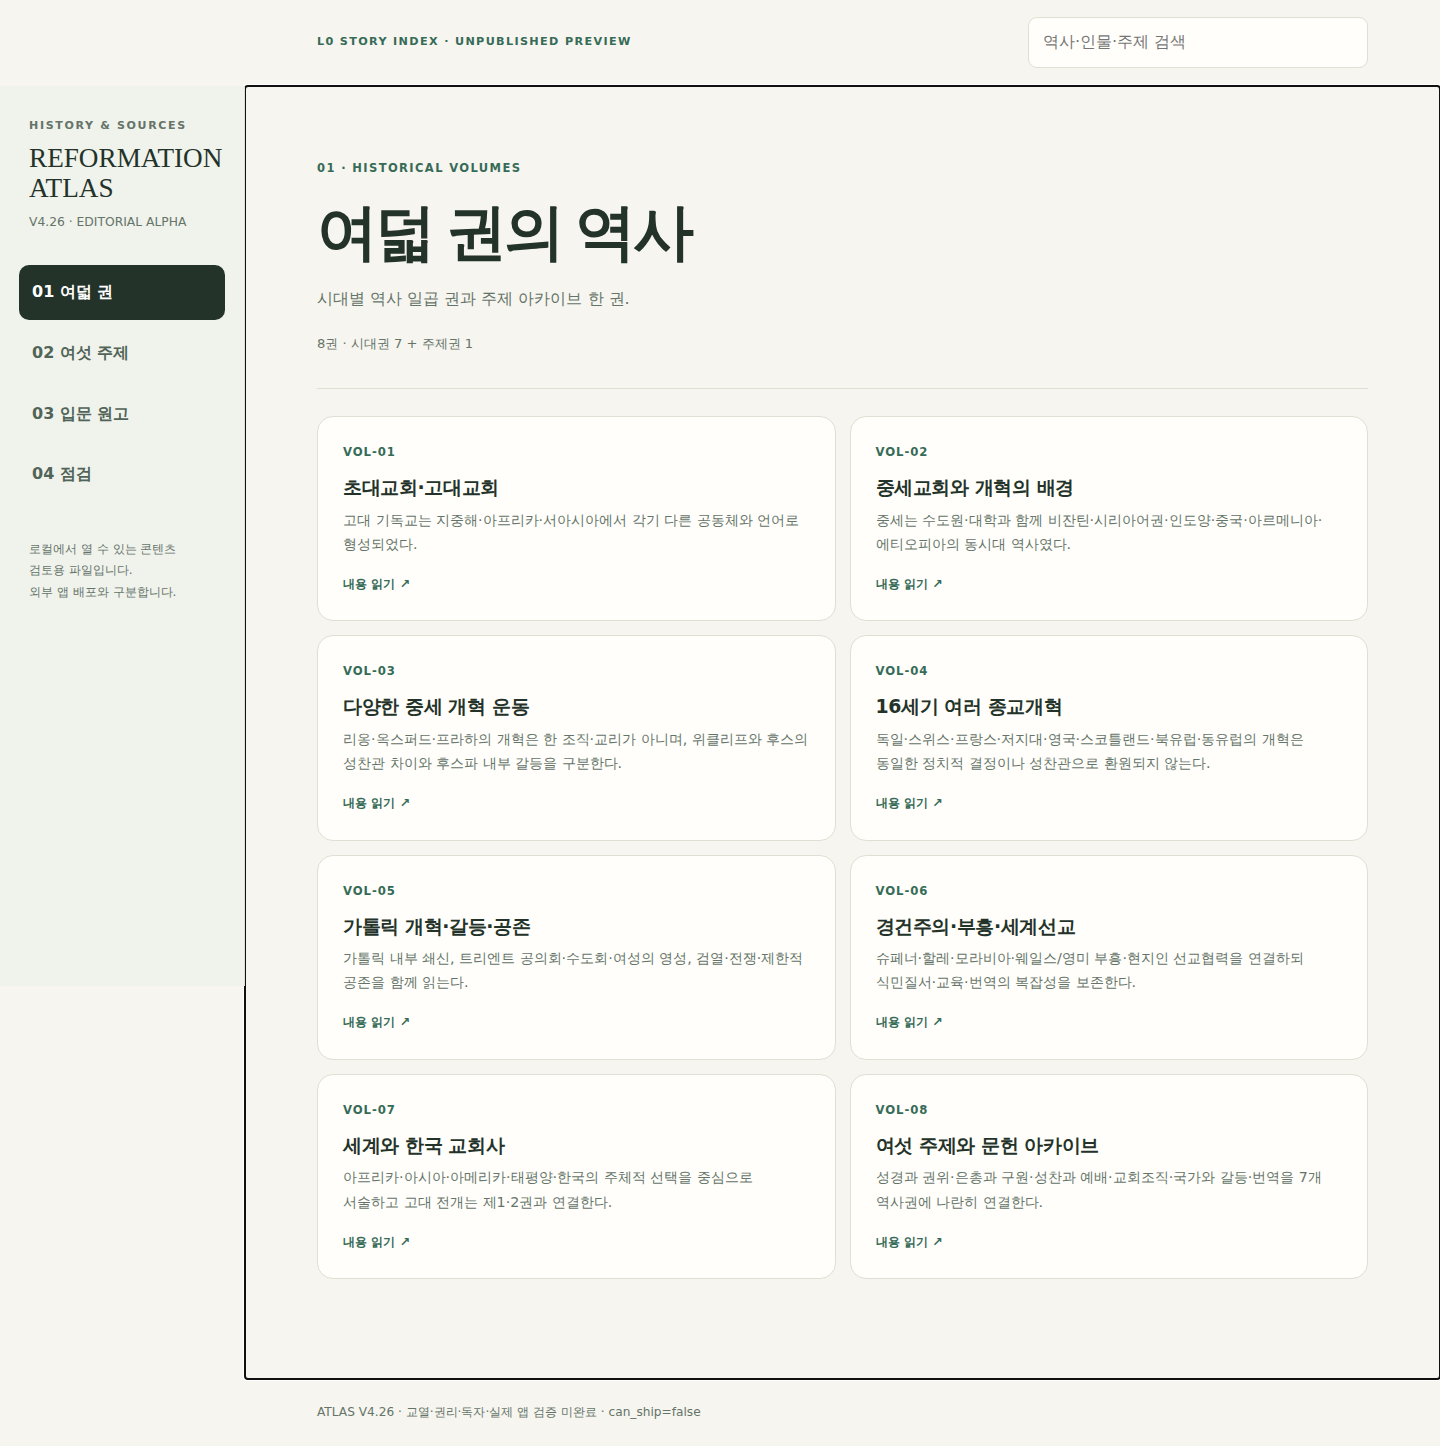 L0 STORY INDEX · UNPUBLISHED PREVIEW
역사·인물·주제 검색
HISTORY & SOURCES
REFORMATION
ATLAS
V4.26 · EDITORIAL ALPHA
01 여덟 권
02 여섯 주제
03 입문 원고
04 점검
로컬에서 열 수 있는 콘텐츠
검토용 파일입니다.
외부 앱 배포와 구분합니다.
01 · HISTORICAL VOLUMES
여덟 권의 역사
시대별 역사 일곱 권과 주제 아카이브 한 권.
8권 · 시대권 7 + 주제권 1
VOL-01
초대교회·고대교회
고대 기독교는 지중해·아프리카·서아시아에서 각기 다른 공동체와 언어로
형성되었다.
내용 읽기 ↗
VOL-02
중세교회와 개혁의 배경
중세는 수도원·대학과 함께 비잔틴·시리아어권·인도양·중국·아르메니아·
에티오피아의 동시대 역사였다.
내용 읽기 ↗
VOL-03
다양한 중세 개혁 운동
리옹·옥스퍼드·프라하의 개혁은 한 조직·교리가 아니며, 위클리프와 후스의
성찬관 차이와 후스파 내부 갈등을 구분한다.
내용 읽기 ↗
VOL-04
16세기 여러 종교개혁
독일·스위스·프랑스·저지대·영국·스코틀랜드·북유럽·동유럽의 개혁은
동일한 정치적 결정이나 성찬관으로 환원되지 않는다.
내용 읽기 ↗
VOL-05
가톨릭 개혁·갈등·공존
가톨릭 내부 쇄신, 트리엔트 공의회·수도회·여성의 영성, 검열·전쟁·제한적
공존을 함께 읽는다.
내용 읽기 ↗
VOL-06
경건주의·부흥·세계선교
슈페너·할레·모라비아·웨일스/영미 부흥·현지인 선교협력을 연결하되
식민질서·교육·번역의 복잡성을 보존한다.
내용 읽기 ↗
VOL-07
세계와 한국 교회사
아프리카·아시아·아메리카·태평양·한국의 주체적 선택을 중심으로
서술하고 고대 전개는 제1·2권과 연결한다.
내용 읽기 ↗
VOL-08
여섯 주제와 문헌 아카이브
성경과 권위·은총과 구원·성찬과 예배·교회조직·국가와 갈등·번역을 7개
역사권에 나란히 연결한다.
내용 읽기 ↗
ATLAS V4.26 · 교열·권리·독자·실제 앱 검증 미완료 · can_ship=false